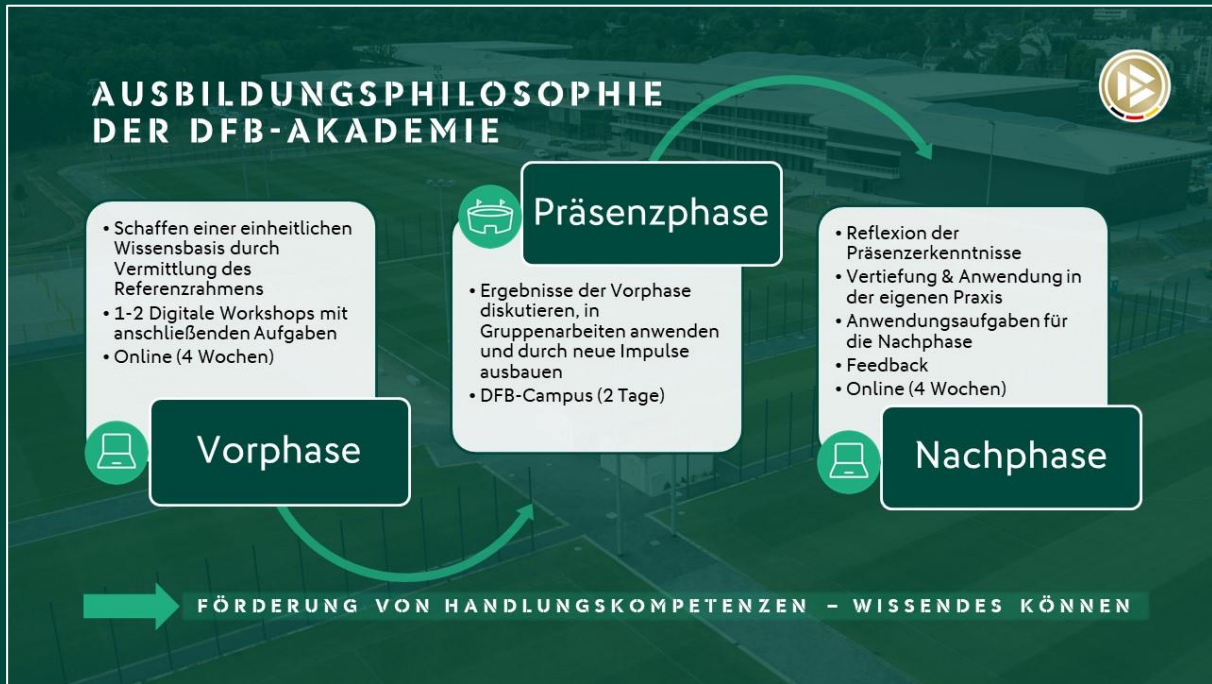 AUSBILDUNGSPHILOSOPHIE
DER DFB-AKADEMIE
• Schaffen einer einheitlichen
Wissensbasis durch
Vermittlung des
Referenzrahmens
• 1-2 Digitale Workshops mit
anschließenden Aufgaben
• Online (4 Wochen)
Vorphase
Präsenzphase
• Ergebnisse der Vorphase
diskutieren, in
Gruppenarbeiten anwenden
und durch neue Impulse
ausbauen
• DFB-Campus (2 Tage)
• Reflexion der
Präsenzerkenntnisse
• Vertiefung & Anwendung in
der eigenen Praxis
• Anwendungsaufgaben für
die Nachphase
• Feedback
• Online (4 Wochen)
Nachphase
FÖRDERUNG VON HANDLUNGSKOMPETENZEN – WISSENDES KÖNNEN